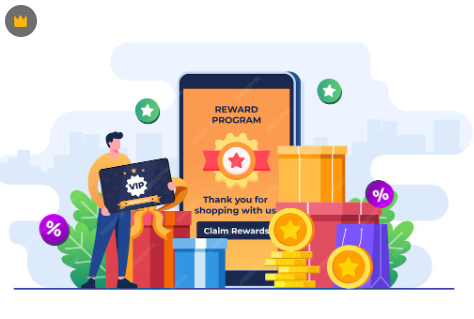 REWARD
PROGRAM
VIP
Thank you for
shopping with us
Claim Rewards
%
%